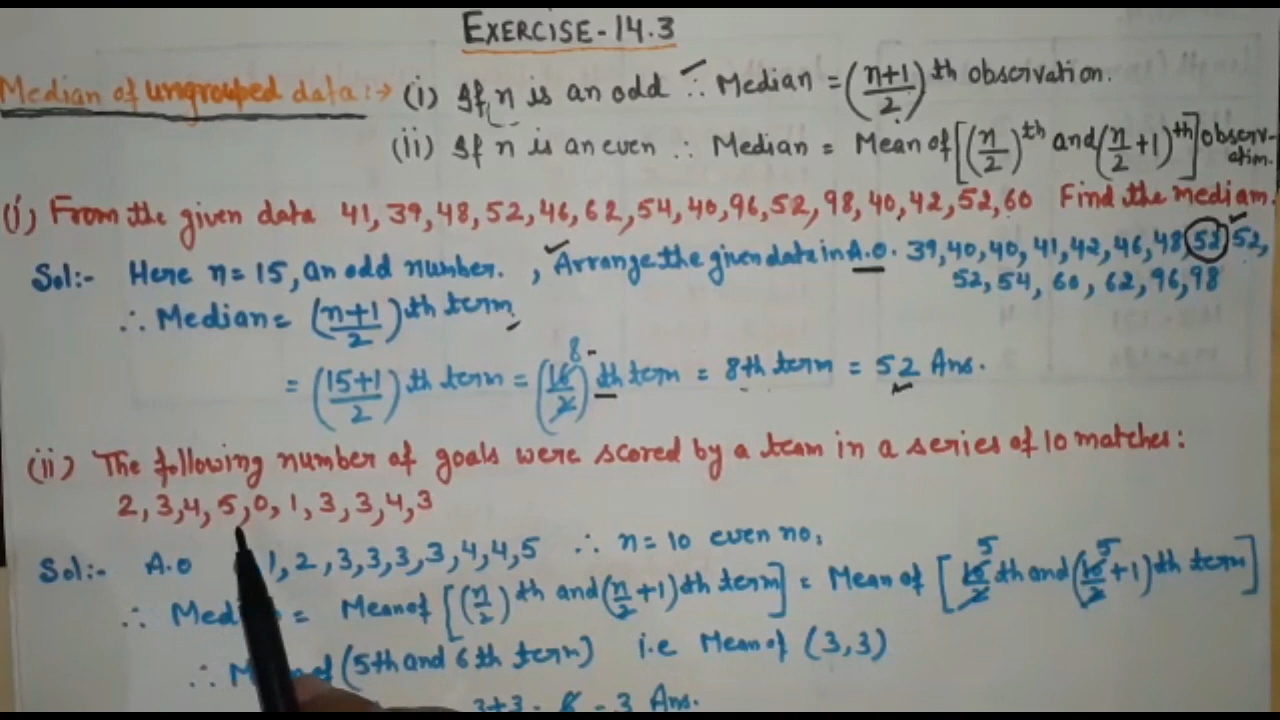 EXERCISE-14.3
Median of ungrouped data:→ (i) If n is an odd ∴ Median = (n+1/2)th observation.
(ii) If n is an even ∴ Median = Mean of [(n/2)th and (n/2+1)th] observation.
(i) From the given data 41, 39, 48, 52, 46, 62, 54, 40, 96, 52, 98, 40, 42, 52, 60 Find the median.
Sol:- Here n = 15, an odd number. , Arrange the given data in A.O. 39, 40, 40, 41, 42, 46, 48, 52, 52,
52, 54, 60, 62, 96, 98
∴ Median = (n+1/2)th term
= (15+1/2)th term = (16/2)th term = 8th term = 52 Ans.
8
(ii) The following number of goals were scored by a team in a series of 10 matches:
2, 3, 4, 5, 0, 1, 3, 3, 4, 3
Sol:- A.O 1, 2, 3, 3, 3, 3, 4, 4, 5 ∴ n = 10 even no.
∴ = Mean of [(n/2)th and (n/2+1)th term] = Mean of [10/2 th and (10/2+1)th term]
5 5
∴ of (5th and 6th term) i.e Mean of (3,3)
3+3 3 Ans.